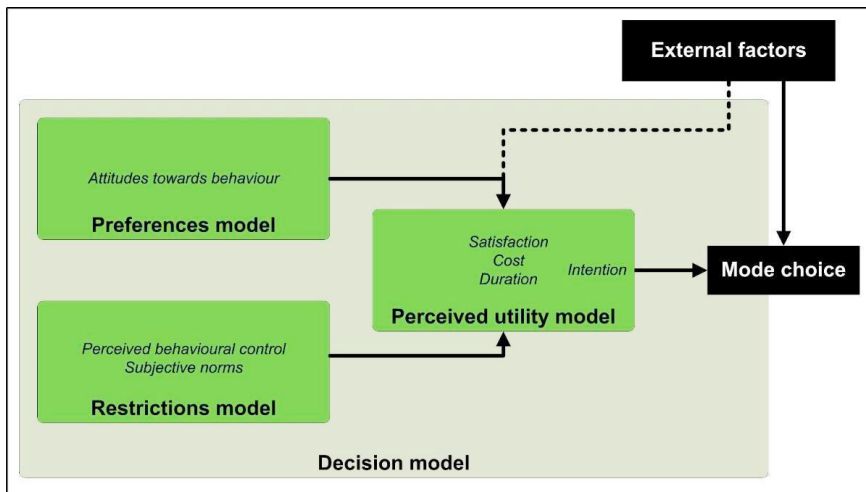 External factors
Attitudes towards behaviour
Preferences model
Satisfaction
Cost
Duration
Intention
Perceived utility model
Mode choice
Perceived behavioural control
Subjective norms
Restrictions model
Decision model